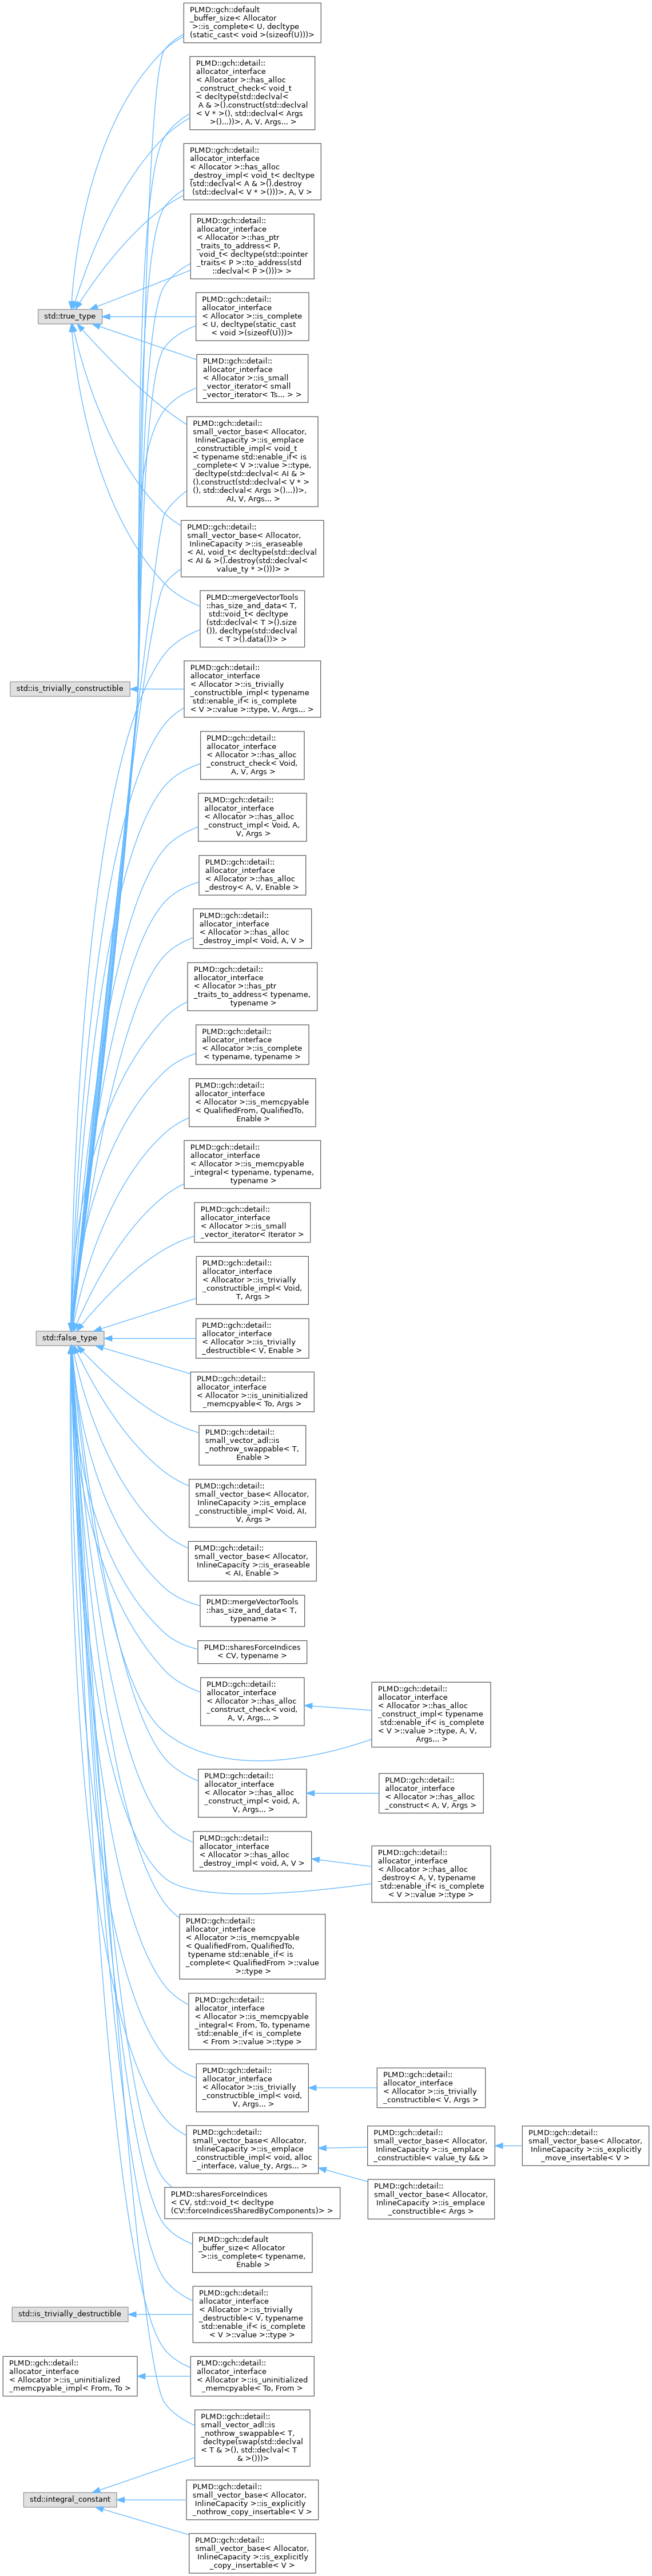 PLMD::gch::default
_buffer_size< Allocator
 >::is_complete< U, decltype
(static_cast< void >(sizeof(U)))>
PLMD::gch::detail::
allocator_interface
< Allocator >::has_alloc
_construct_check< void_t
< decltype(std::declval<
 A & >().construct(std::declval
< V * >(), std::declval< Args
 >()...))>, A, V, Args... >
PLMD::gch::detail::
allocator_interface
< Allocator >::has_alloc
_destroy_impl< void_t< decltype
(std::declval< A & >().destroy
(std::declval< V * >()))>, A, V >
PLMD::gch::detail::
allocator_interface
< Allocator >::has_ptr
_traits_to_address< P,
 void_t< decltype(std::pointer
_traits< P >::to_address(std
::declval< P >()))> >
std::true_type
PLMD::gch::detail::
allocator_interface
< Allocator >::is_complete
< U, decltype(static_cast
< void >(sizeof(U)))>
PLMD::gch::detail::
allocator_interface
< Allocator >::is_small
_vector_iterator< small
_vector_iterator< Ts... > >
PLMD::gch::detail::
small_vector_base< Allocator,
 InlineCapacity >::is_emplace
_constructible_impl< void_t
< typename std::enable_if< is
_complete< V >::value >::type,
 decltype(std::declval< AI & >
().construct(std::declval< V * >
(), std::declval< Args >()...))>,
 AI, V, Args... >
PLMD::gch::detail::
small_vector_base< Allocator,
 InlineCapacity >::is_eraseable
< AI, void_t< decltype(std::declval
< AI & >().destroy(std::declval<
 value_ty * >()))> >
PLMD::mergeVectorTools
::has_size_and_data< T,
 std::void_t< decltype
(std::declval< T >().size
()), decltype(std::declval
< T >().data())> >
std::is_trivially_constructible
PLMD::gch::detail::
allocator_interface
< Allocator >::is_trivially
_constructible_impl< typename
 std::enable_if< is_complete
< V >::value >::type, V, Args... >
PLMD::gch::detail::
allocator_interface
< Allocator >::has_alloc
_construct_check< Void,
 A, V, Args >
PLMD::gch::detail::
allocator_interface
< Allocator >::has_alloc
_construct_impl< Void, A,
 V, Args >
PLMD::gch::detail::
allocator_interface
< Allocator >::has_alloc
_destroy< A, V, Enable >
PLMD::gch::detail::
allocator_interface
< Allocator >::has_alloc
_destroy_impl< Void, A, V >
PLMD::gch::detail::
allocator_interface
< Allocator >::has_ptr
_traits_to_address< typename,
 typename >
PLMD::gch::detail::
allocator_interface
< Allocator >::is_complete
< typename, typename >
PLMD::gch::detail::
allocator_interface
< Allocator >::is_memcpyable
< QualifiedFrom, QualifiedTo,
 Enable >
PLMD::gch::detail::
allocator_interface
< Allocator >::is_memcpyable
_integral< typename, typename,
 typename >
PLMD::gch::detail::
allocator_interface
< Allocator >::is_small
_vector_iterator< Iterator >
PLMD::gch::detail::
allocator_interface
< Allocator >::is_trivially
_constructible_impl< Void,
 T, Args >
std::false_type
PLMD::gch::detail::
allocator_interface
< Allocator >::is_trivially
_destructible< V, Enable >
PLMD::gch::detail::
allocator_interface
< Allocator >::is_uninitialized
_memcpyable< To, Args >
PLMD::gch::detail::
small_vector_adl::is
_nothrow_swappable< T,
 Enable >
PLMD::gch::detail::
small_vector_base< Allocator,
 InlineCapacity >::is_emplace
_constructible_impl< Void, AI,
 V, Args >
PLMD::gch::detail::
small_vector_base< Allocator,
 InlineCapacity >::is_eraseable
< AI, Enable >
PLMD::mergeVectorTools
::has_size_and_data< T,
 typename >
PLMD::sharesForceIndices
< CV, typename >
PLMD::gch::detail::
allocator_interface
< Allocator >::has_alloc
_construct_check< void,
 A, V, Args... >
PLMD::gch::detail::
allocator_interface
< Allocator >::has_alloc
_construct_impl< typename
 std::enable_if< is_complete
< V >::value >::type, A, V,
 Args... >
PLMD::gch::detail::
allocator_interface
< Allocator >::has_alloc
_construct_impl< void, A,
 V, Args... >
PLMD::gch::detail::
allocator_interface
< Allocator >::has_alloc
_construct< A, V, Args >
PLMD::gch::detail::
allocator_interface
< Allocator >::has_alloc
_destroy_impl< void, A, V >
PLMD::gch::detail::
allocator_interface
< Allocator >::has_alloc
_destroy< A, V, typename
 std::enable_if< is_complete
< V >::value >::type >
PLMD::gch::detail::
allocator_interface
< Allocator >::is_memcpyable
< QualifiedFrom, QualifiedTo,
 typename std::enable_if< is
_complete< QualifiedFrom >::value
 >::type >
PLMD::gch::detail::
allocator_interface
< Allocator >::is_memcpyable
_integral< From, To, typename
 std::enable_if< is_complete
< From >::value >::type >
PLMD::gch::detail::
allocator_interface
< Allocator >::is_trivially
_constructible_impl< void,
 V, Args... >
PLMD::gch::detail::
allocator_interface
< Allocator >::is_trivially
_constructible< V, Args >
PLMD::gch::detail::
small_vector_base< Allocator,
 InlineCapacity >::is_emplace
_constructible_impl< void, alloc
_interface, value_ty, Args... >
PLMD::gch::detail::
small_vector_base< Allocator,
 InlineCapacity >::is_emplace
_constructible< value_ty && >
PLMD::gch::detail::
small_vector_base< Allocator,
 InlineCapacity >::is_explicitly
_move_insertable< V >
PLMD::gch::detail::
small_vector_base< Allocator,
 InlineCapacity >::is_emplace
_constructible< Args >
PLMD::sharesForceIndices
< CV, std::void_t< decltype
(CV::forceIndicesSharedByComponents)> >
PLMD::gch::default
_buffer_size< Allocator
 >::is_complete< typename,
 Enable >
std::is_trivially_destructible
PLMD::gch::detail::
allocator_interface
< Allocator >::is_trivially
_destructible< V, typename
 std::enable_if< is_complete
< V >::value >::type >
PLMD::gch::detail::
allocator_interface
< Allocator >::is_uninitialized
_memcpyable_impl< From, To >
PLMD::gch::detail::
allocator_interface
< Allocator >::is_uninitialized
_memcpyable< To, From >
PLMD::gch::detail::
small_vector_adl::is
_nothrow_swappable< T,
 decltype(swap(std::declval
< T & >(), std::declval< T
 & >()))>
std::integral_constant
PLMD::gch::detail::
small_vector_base< Allocator,
 InlineCapacity >::is_explicitly
_nothrow_copy_insertable< V >
PLMD::gch::detail::
small_vector_base< Allocator,
 InlineCapacity >::is_explicitly
_copy_insertable< V >